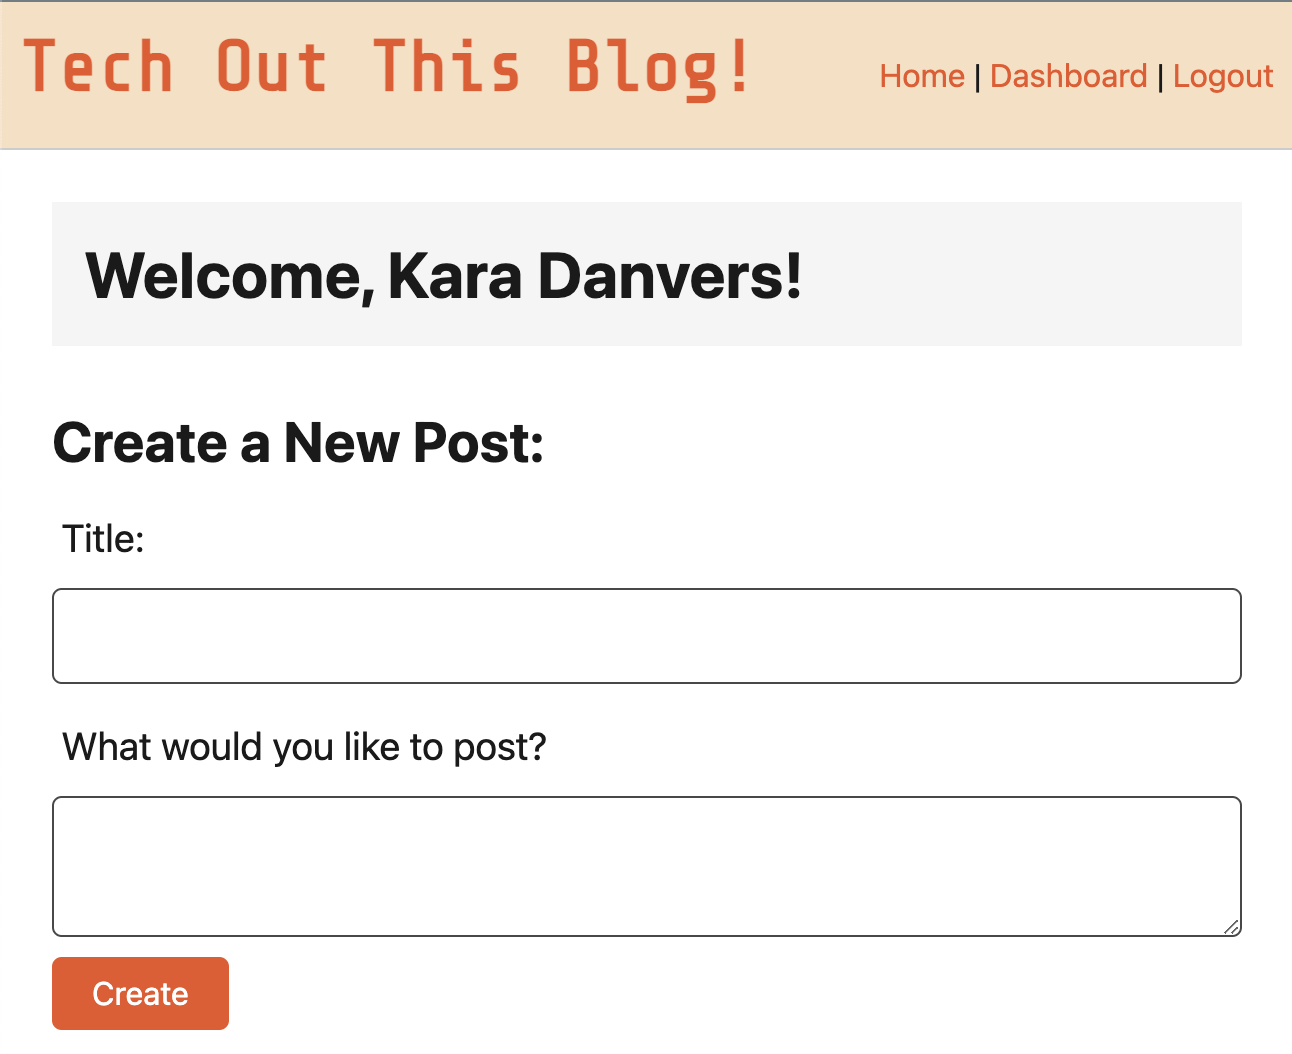 Tech Out This Blog!
Home | Dashboard | Logout
Welcome, Kara Danvers!
Create a New Post:
Title:
What would you like to post?
Create